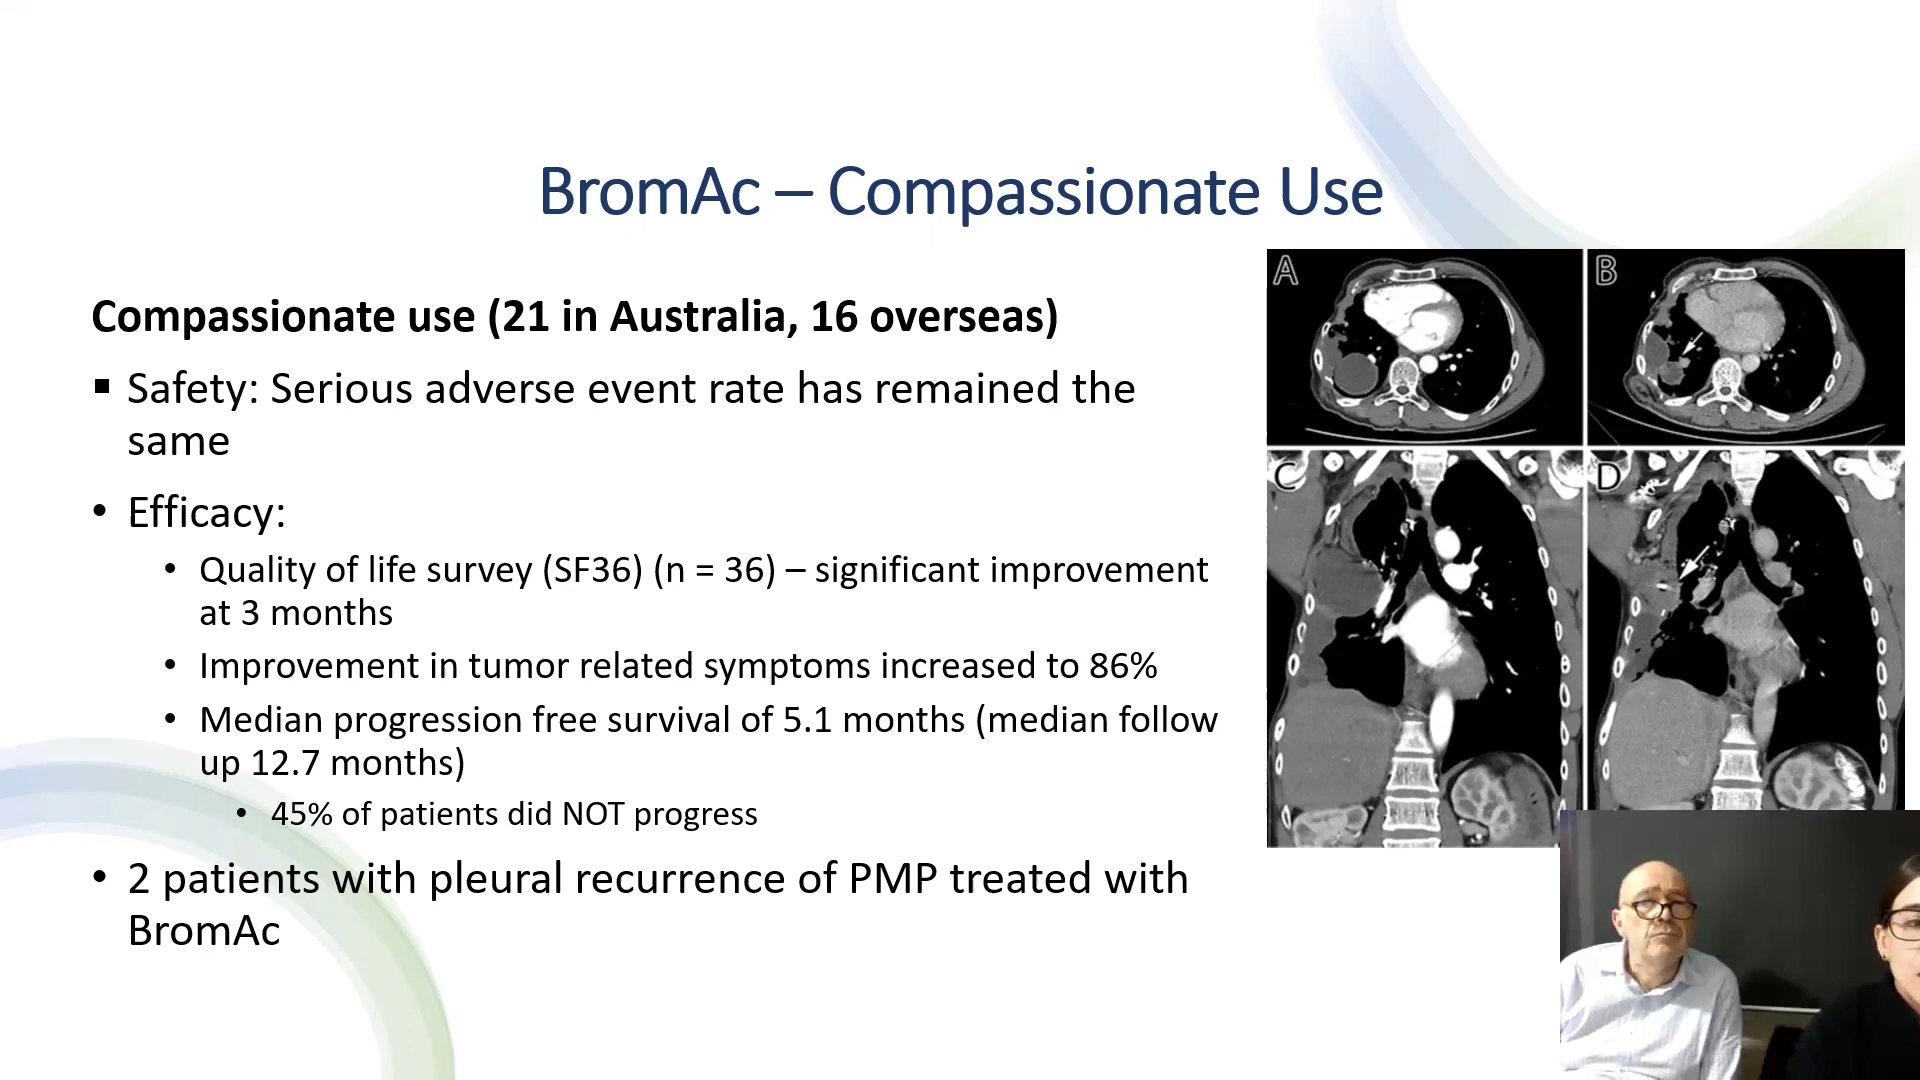 BromAc – Compassionate Use
Compassionate use (21 in Australia, 16 overseas)
▪ Safety: Serious adverse event rate has remained the
same
• Efficacy:
• Quality of life survey (SF36) (n = 36) – significant improvement
at 3 months
• Improvement in tumor related symptoms increased to 86%
• Median progression free survival of 5.1 months (median follow
up 12.7 months)
• 45% of patients did NOT progress
• 2 patients with pleural recurrence of PMP treated with
BromAc
A
B
C
D